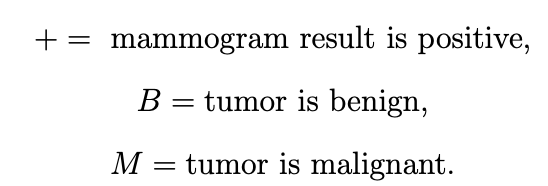 + = mammogram result is positive,
B = tumor is benign,
M = tumor is malignant.